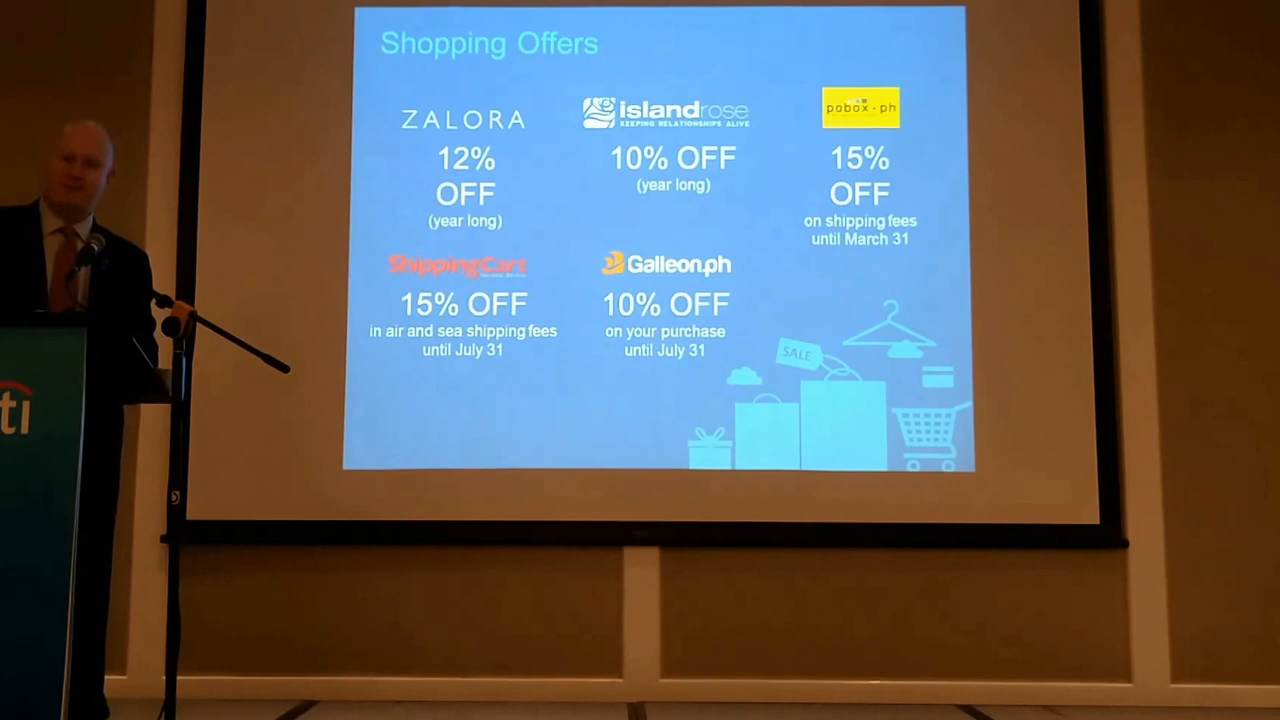 Shopping Offers
ZALORA
12%
OFF
(year long)
islandrose
KEEPING RELATIONSHIPS ALIVE
10% OFF
(year long)
pobox-ph
15%
OFF
on shipping fees
until March 31
ShippingCart
15% OFF
in air and sea shipping fees
until July 31
Galleon.ph
10% OFF
on your purchase
until July 31
SALE
ti